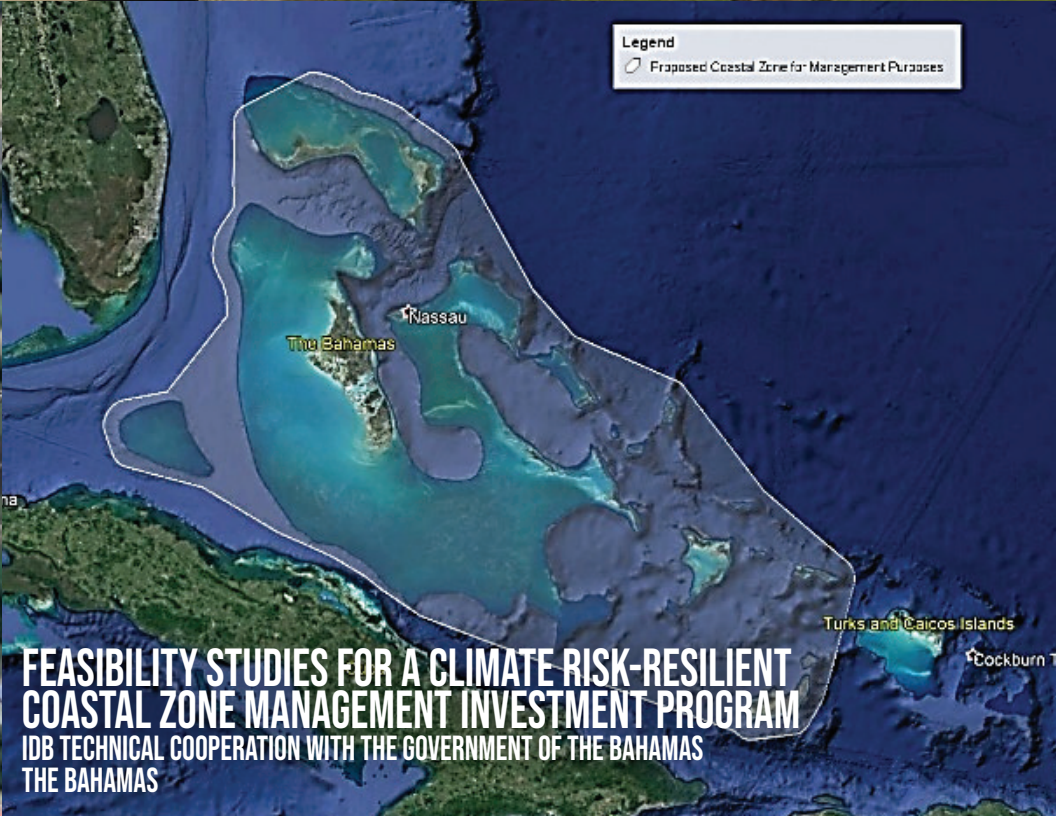 Legend
Proposed Coastal Zone for Management Purposes
Nassau
The Bahamas
na
Turks and Caicos Islands
Cockburn T
FEASIBILITY STUDIES FOR A CLIMATE RISK-RESILIENT
COASTAL ZONE MANAGEMENT INVESTMENT PROGRAM
IDB TECHNICAL COOPERATION WITH THE GOVERNMENT OF THE BAHAMAS
THE BAHAMAS